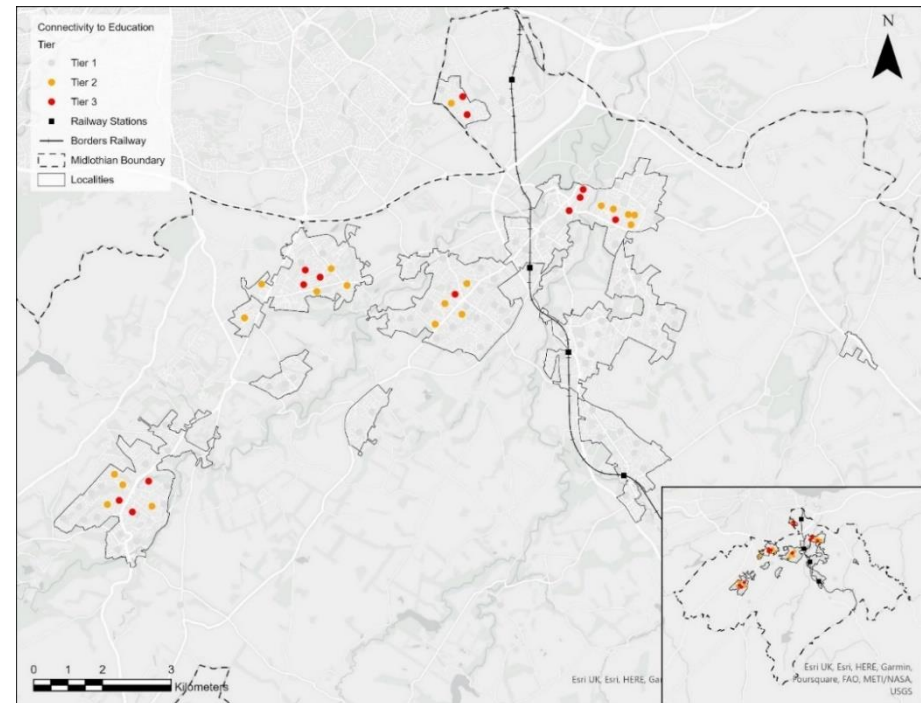 Connectivity to Education
Tier
Tier 1
Tier 2
Tier 3
Railway Stations
Borders Railway
Midlothian Boundary
Localities
N
0 1 2 3
Kilometers
Esri UK, Esri, HERE, Gar
Esri UK, Esri, HERE, Garmin,
Foursquare, FAO, METI/NASA,
USGS